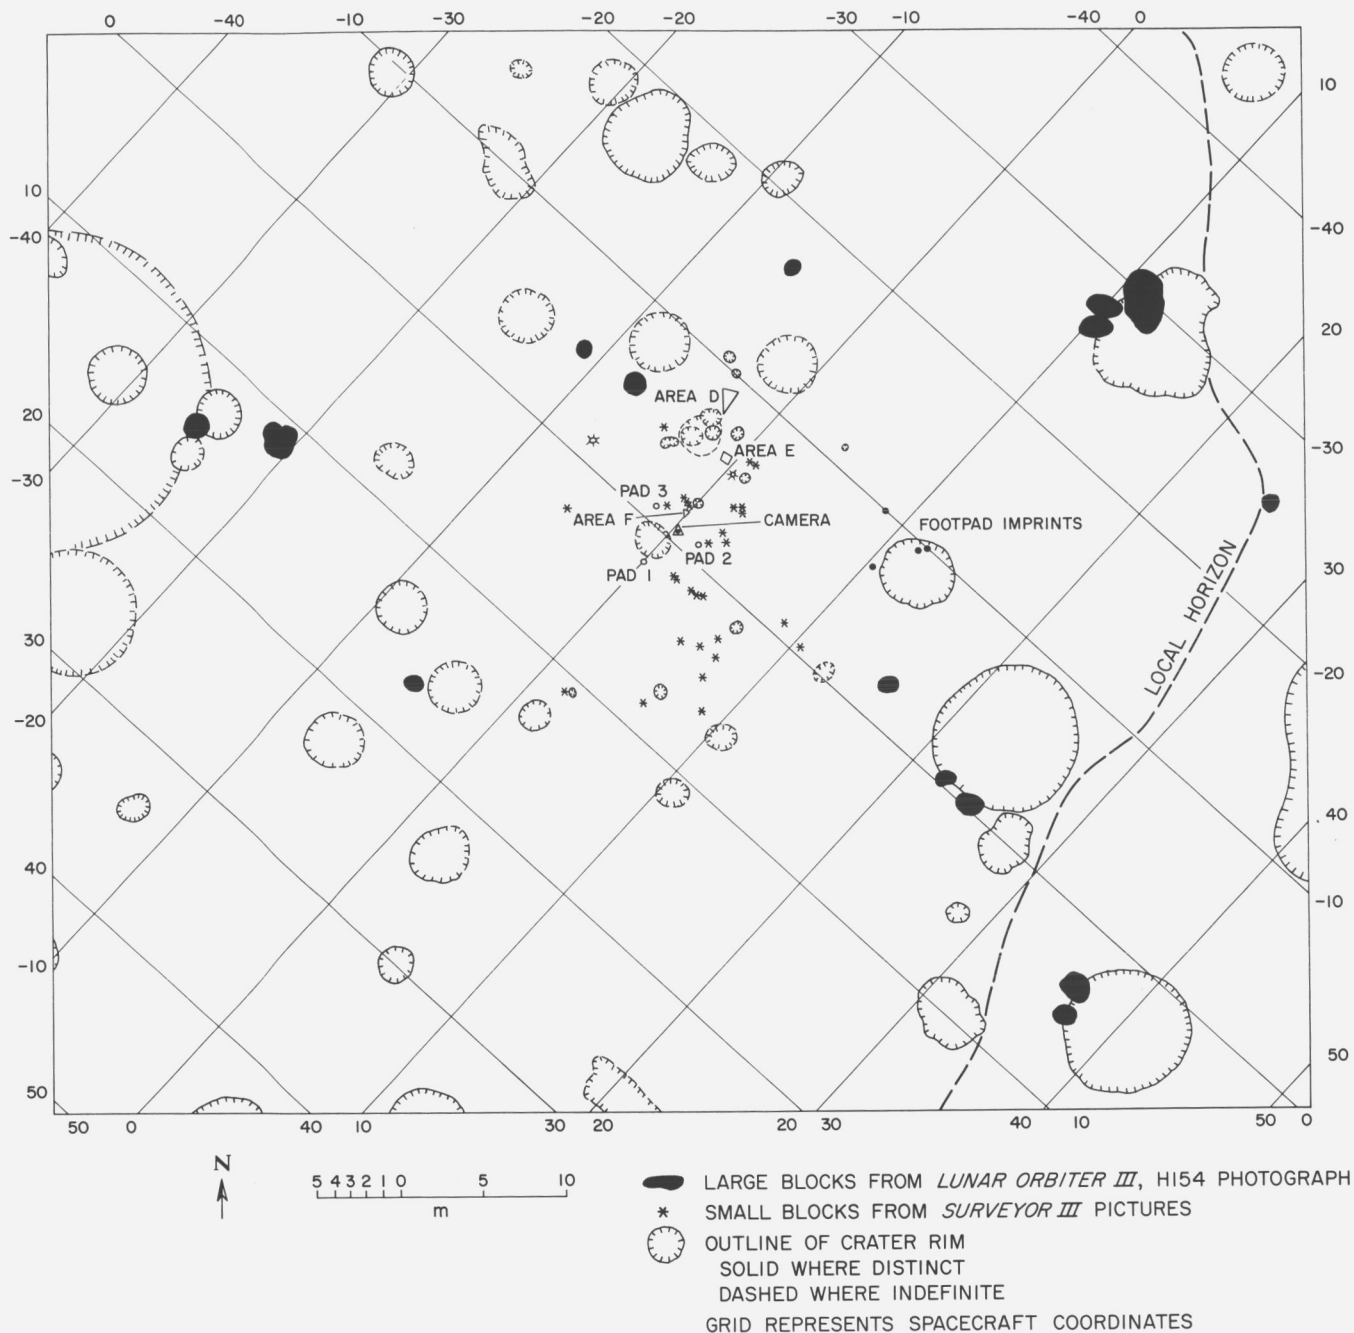 0 -40 -10 -30 -20 -20 -10 -40 0
10
10
-40
-40
20
20
-30
-30
AREA D
AREA E
PAD 3
AREA F
CAMERA
FOOTPAD IMPRINTS
PAD 2
PAD 1
LOCAL HORIZON
30
30
-20
-20
40
40
-10
-10
50
50
50 0 40 10 30 20 20 30 40 10 50 0
N
5 4 3 2 1 0 5 10
m
LARGE BLOCKS FROM LUNAR ORBITER III, H154 PHOTOGRAPH
* SMALL BLOCKS FROM SURVEYOR III PICTURES
OUTLINE OF CRATER RIM
SOLID WHERE DISTINCT
DASHED WHERE INDEFINITE
GRID REPRESENTS SPACECRAFT COORDINATES